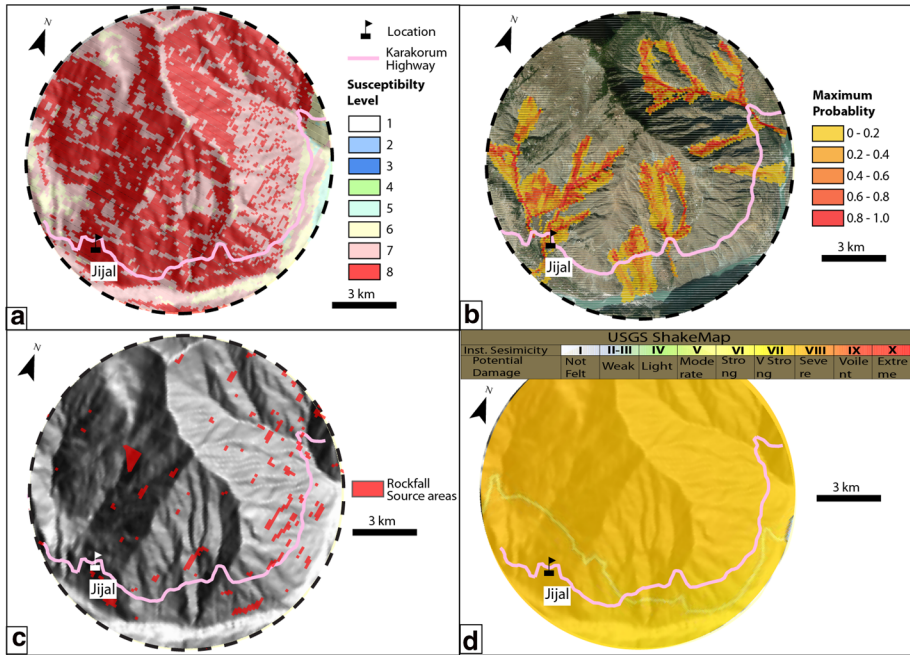 N
Location
Karakorum
Highway
Susceptibilty
Level
1
2
3
4
5
6
7
8
Jijal
3 km
a
N
Maximum
Probablity
0 - 0.2
0.2 - 0.4
0.4 - 0.6
0.6 - 0.8
0.8 - 1.0
Jijal
3 km
b
N
Rockfall
Source areas
3 km
Jijal
c
USGS ShakeMap
Inst. Sesimicity I II-III IV V VI VII VIII IX X
Potential Not Weak Light Mode Stro V Stro Seve Voile Extre
Damage Felt rate ng ng re nt me
N
3 km
Jijal
d